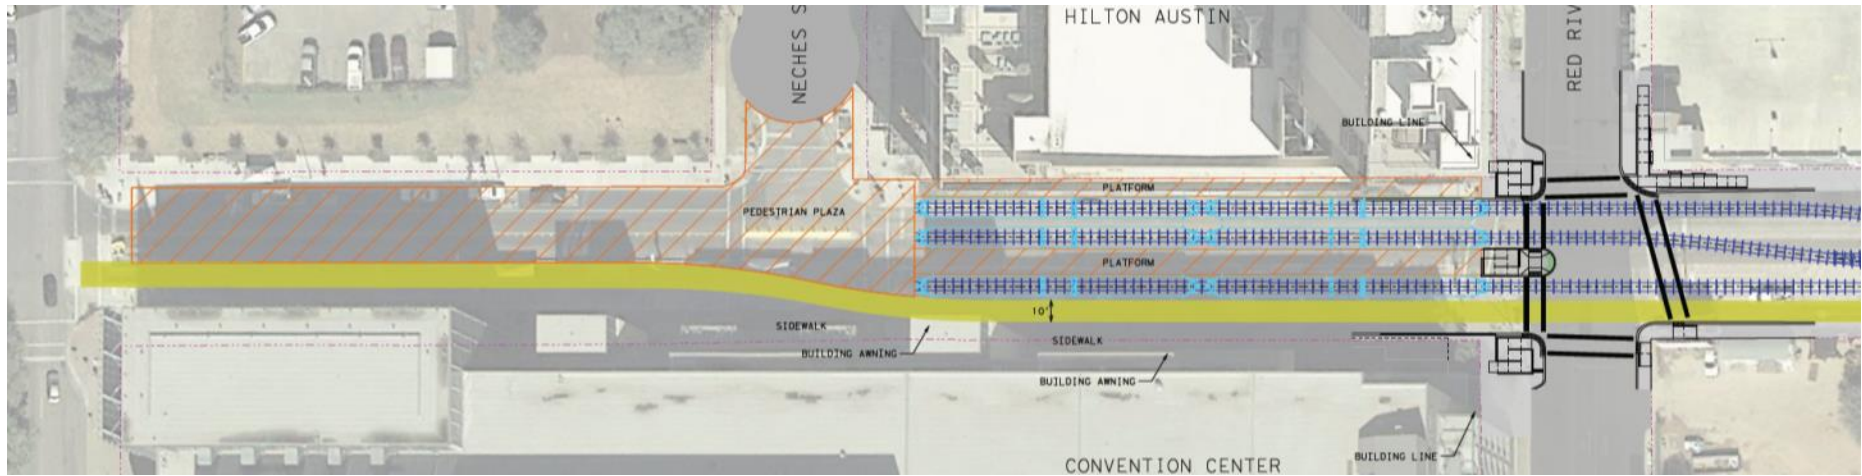 HILTON AUSTIN
NECHES S
RED RIV
BUILDING LINE
PLATFORM
PEDESTRIAN PLAZA
PLATFORM
10'
SIDEWALK
SIDEWALK
BUILDING AWNING
BUILDING AWNING
BUILDING LINE
CONVENTION CENTER